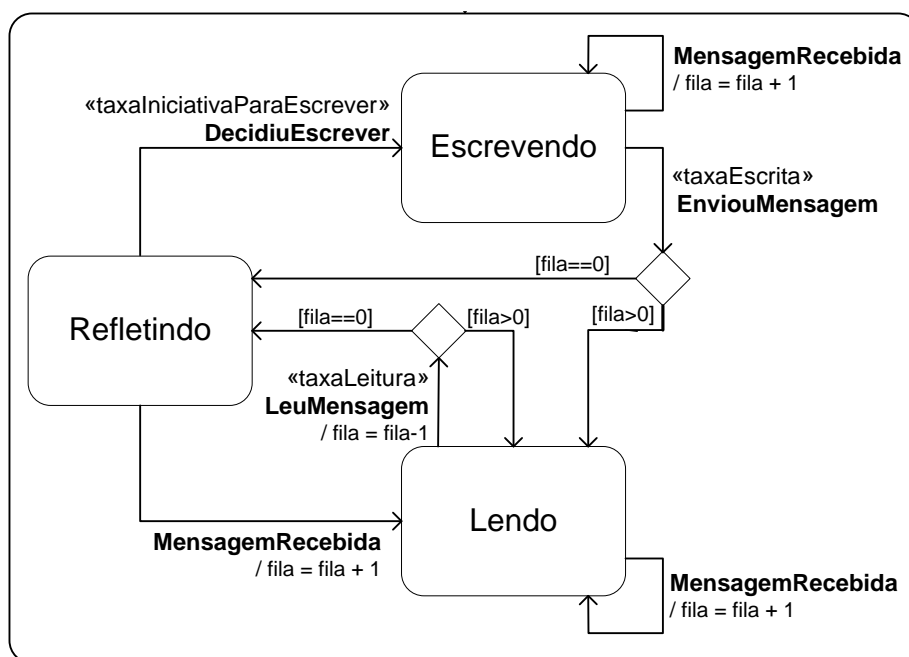 MensagemRecebida
/ fila = fila + 1
«taxaIniciativaParaEscrever»
DecidiuEscrever
Escrevendo
«taxaEscrita»
EnviouMensagem
[fila==0]
Refletindo
[fila==0]
[fila>0]
[fila>0]
«taxaLeitura»
LeuMensagem
/ fila = fila-1
Lendo
MensagemRecebida
/ fila = fila + 1
MensagemRecebida
/ fila = fila + 1